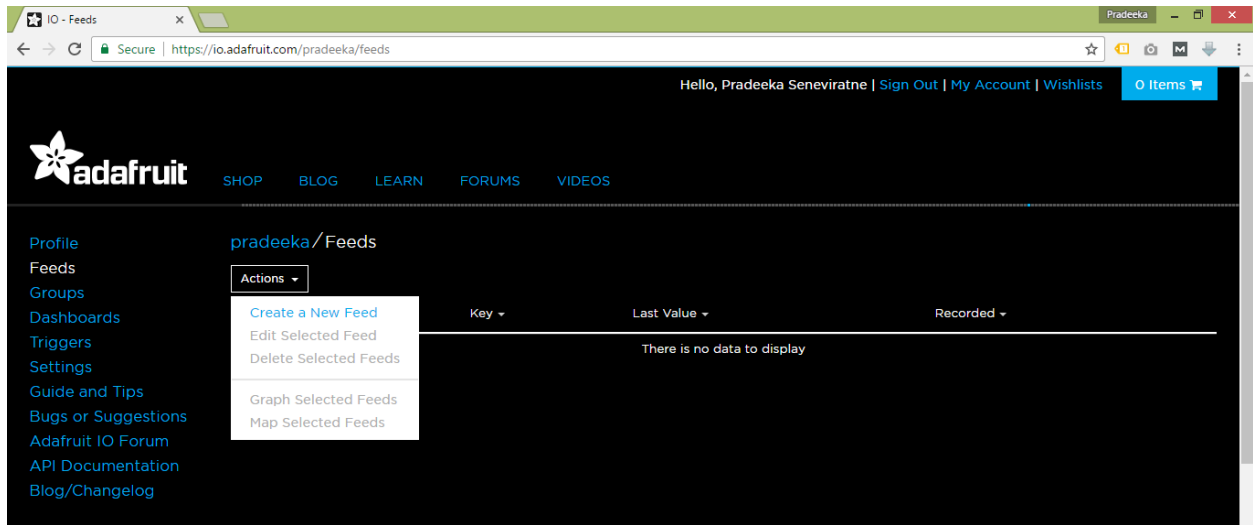 IO - Feeds
Pradeeka
Secure | https://io.adafruit.com/pradeeka/feeds
Hello, Pradeeka Seneviratne | Sign Out | My Account | Wishlists 0 Items
adafruit
SHOP BLOG LEARN FORUMS VIDEOS
Profile
Feeds
Groups
Dashboards
Triggers
Settings
Guide and Tips
Bugs or Suggestions
Adafruit IO Forum
API Documentation
Blog/Changelog
pradeeka/Feeds
Actions
Create a New Feed
Edit Selected Feed
Delete Selected Feeds
Graph Selected Feeds
Map Selected Feeds
Key Last Value Recorded
There is no data to display